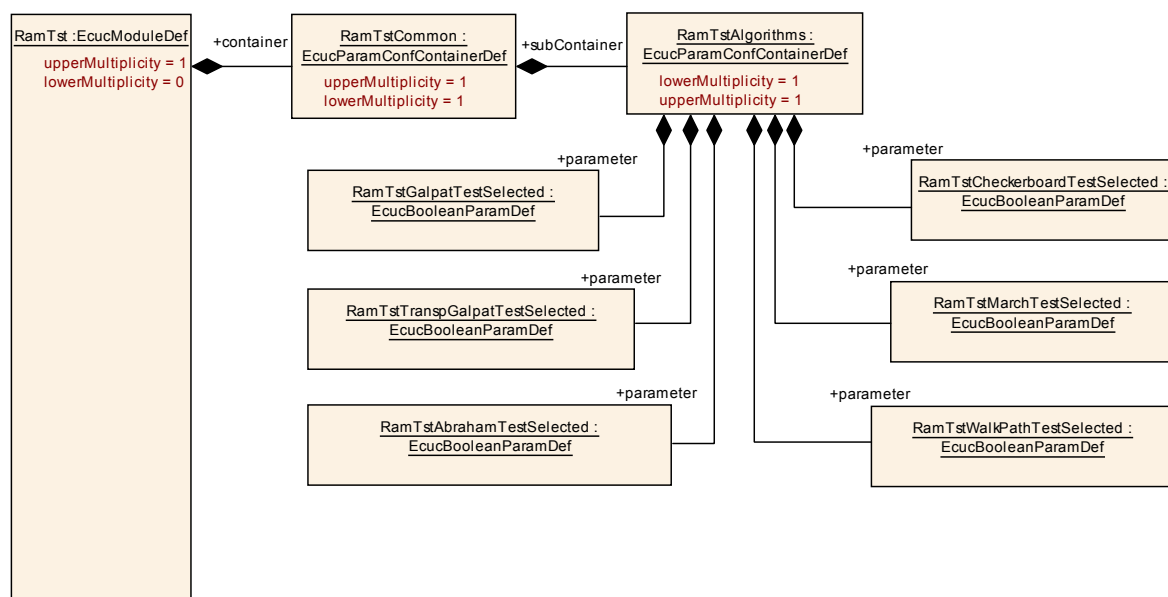 RamTst :EcucModuleDef
upperMultiplicity = 1
lowerMultiplicity = 0
+container
RamTstCommon :
EcucParamConfContainerDef
upperMultiplicity = 1
lowerMultiplicity = 1
+subContainer
RamTstAlgorithms :
EcucParamConfContainerDef
lowerMultiplicity = 1
upperMultiplicity = 1
+parameter
RamTstGalpatTestSelected :
EcucBooleanParamDef
+parameter
RamTstCheckerboardTestSelected :
EcucBooleanParamDef
+parameter
RamTstTranspGalpatTestSelected :
EcucBooleanParamDef
+parameter
RamTstMarchTestSelected :
EcucBooleanParamDef
+parameter
RamTstAbrahamTestSelected :
EcucBooleanParamDef
+parameter
RamTstWalkPathTestSelected :
EcucBooleanParamDef